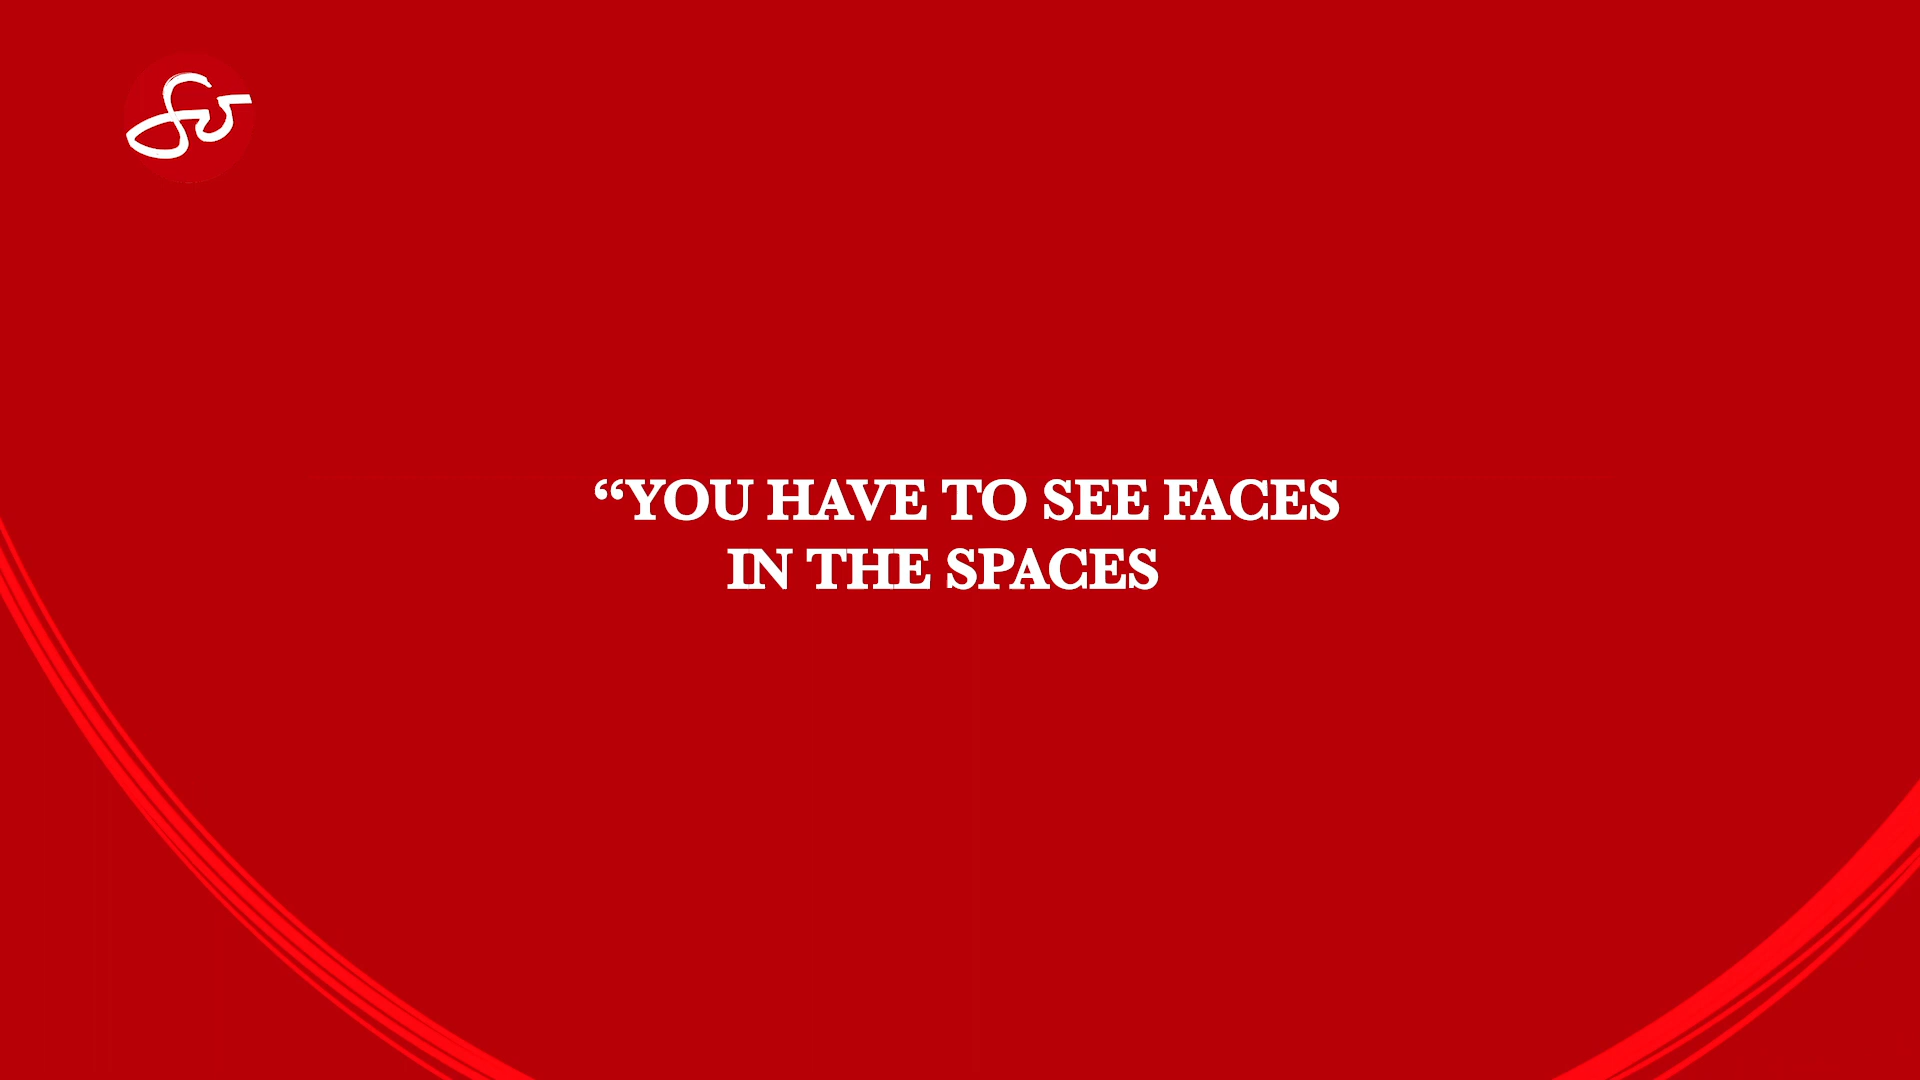 “YOU HAVE TO SEE FACES
IN THE SPACES